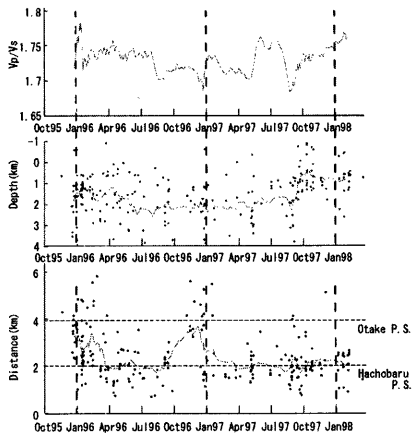 1.8
1.75
1.7
1.65
Vp/Vs
Oct95 Jan96 Apr96 Jul96 Oct96 Jan97 Apr97 Jul97 Oct97 Jan98
-1
0
1
2
3
4
Depth(km)
Oct95 Jan96 Apr96 Jul96 Oct96 Jan97 Apr97 Jul97 Oct97 Jan98
6
4
2
0
Distance(km)
Otake P.S.
Hachobaru
P.S.
Oct95 Jan96 Apr96 Jul96 Oct96 Jan97 Apr97 Jul97 Oct97 Jan98